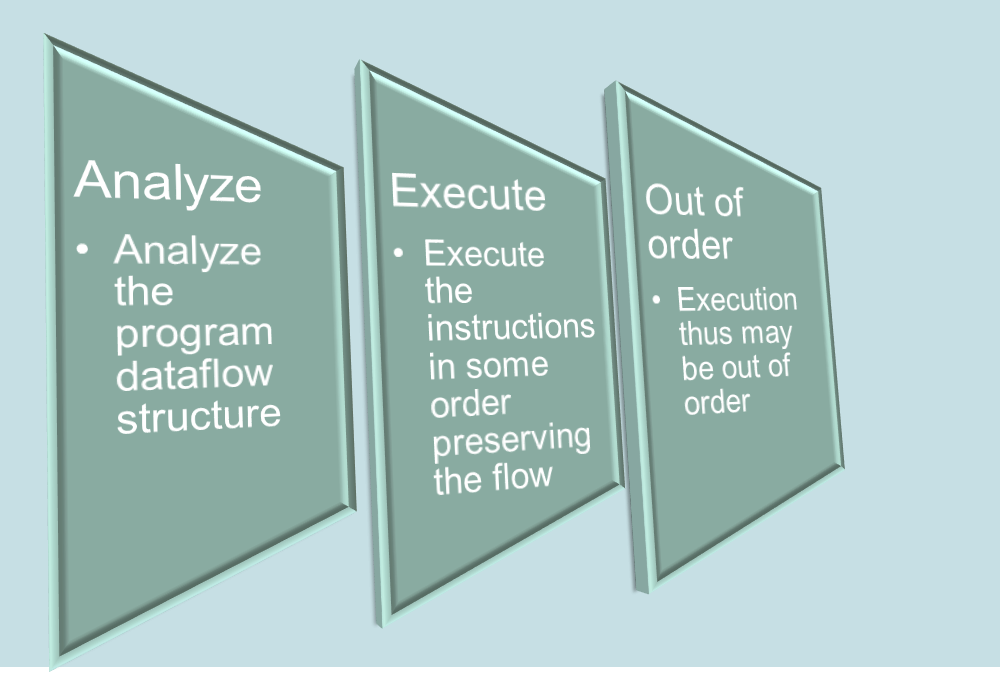 Analyze
• Analyze
the
program
dataflow
structure
Execute
• Execute
the
instructions
in some
order
preserving
the flow
Out of
order
• Execution
thus may
be out of
order